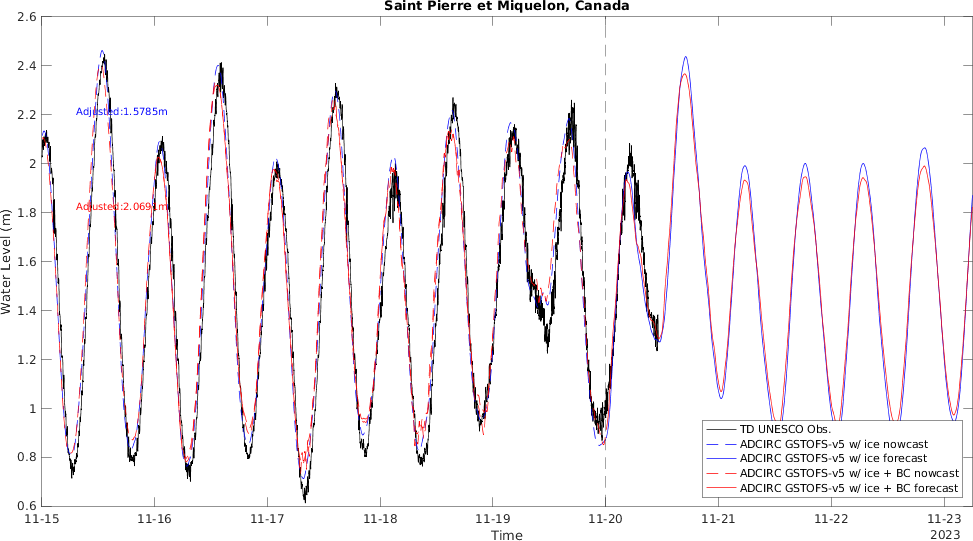 Saint Pierre et Miquelon, Canada
2.6
2.4
2.2
2
1.8
1.6
1.4
1.2
1
0.8
0.6
Water Level (m)
Adjusted:1.5785m
Adjusted:2.0691m
TD UNESCO Obs.
ADCIRC GSTOFS-v5 w/ ice nowcast
ADCIRC GSTOFS-v5 w/ ice forecast
ADCIRC GSTOFS-v5 w/ ice + BC nowcast
ADCIRC GSTOFS-v5 w/ ice + BC forecast
11-15 11-16 11-17 11-18 11-19 11-20 11-21 11-22 11-23
Time
2023